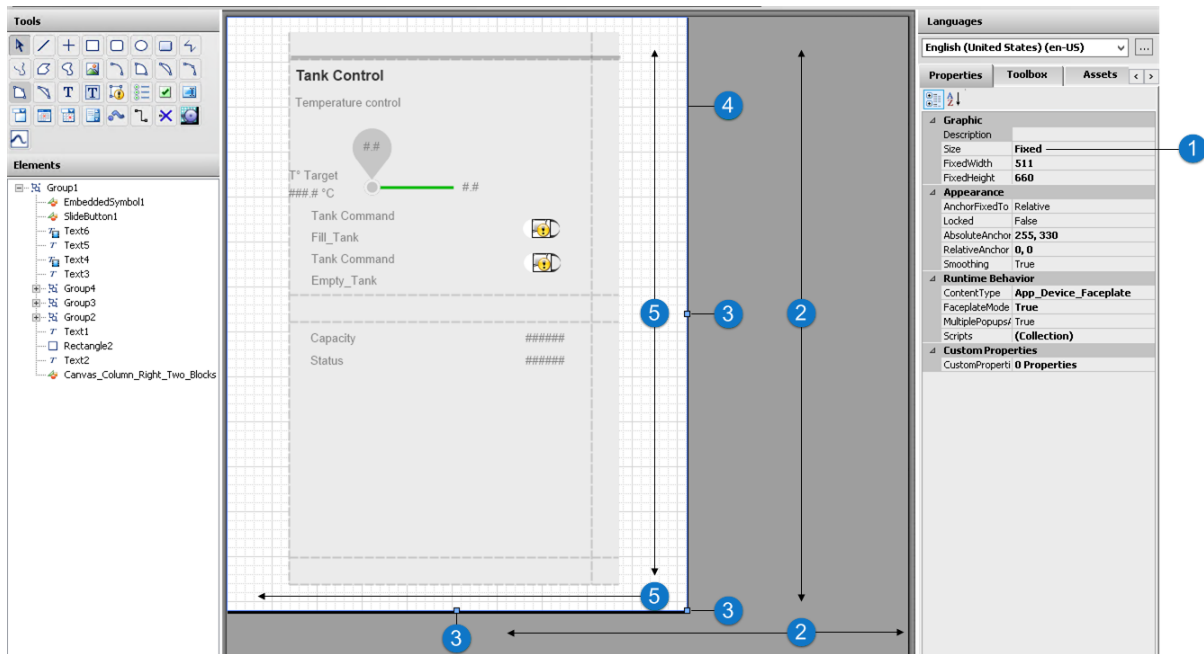 Tools
T
T
Elements
Group1
EmbeddedSymbol1
SlideButton1
Text6
Text5
Text4
Text3
Group4
Group3
Group2
Text1
Rectangle2
Text2
Canvas_Column_Right_Two_Blocks
Tank Control
Temperature control
#.#
T° Target
###.# °C
#.#
Tank Command
Fill_Tank
Tank Command
Empty_Tank
Capacity ######
Status ######
4
5
3
2
5
3
3
2
Languages
English (United States) (en-US)
...
Properties Toolbox Assets
Graphic
Description
Size Fixed
1
FixedWidth 511
FixedHeight 660
Appearance
AnchorFixedTo Relative
Locked False
AbsoluteAnchor 255, 330
RelativeAnchor 0, 0
Smoothing True
Runtime Behavior
ContentType App_Device_Faceplate
FaceplateMode True
MultiplePopupsA True
Scripts (Collection)
Custom Properties
CustomProperti 0 Properties